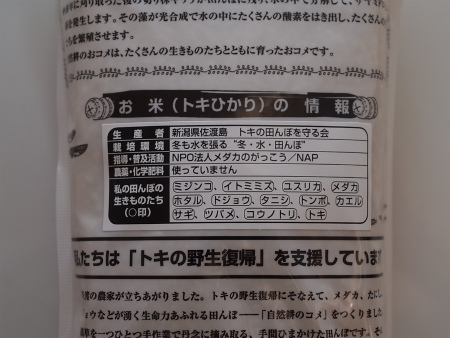 発生します。その藻が光合成で水の中にたくさんの酸素をはき出し、たくさんの
を繁殖させます。
おコメは、たくさんの生きものたちとともに育ったおコメです。
お米(トキひかり)の情報
生産者 新潟県佐渡島 トキの田んぼを守る会
栽培環境 冬も水を張る“冬・水・田んぼ”
指導・普及活動 NPO法人メダカのがっこう/NAP
農薬・化学肥料 使っていません
私の田んぼの生きものたち(○印) ミジンコ、イトミミズ、ユスリカ、メダカ
ホタル、ドジョウ、タニシ、トンボ、カエル
サギ、ツバメ、コウノトリ、トキ
私たちは「トキの野生復帰」を支援しています
の農家が立ちあがりました。トキの野生復帰にそなえて、メダカ、たにし
ョウなどが湧く生命力あふれる田んぼ──「自然耕のコメ」をつくり
草を一つひとつ手作業で丹念に摘み取る、手間ひまかけた田んぼです。